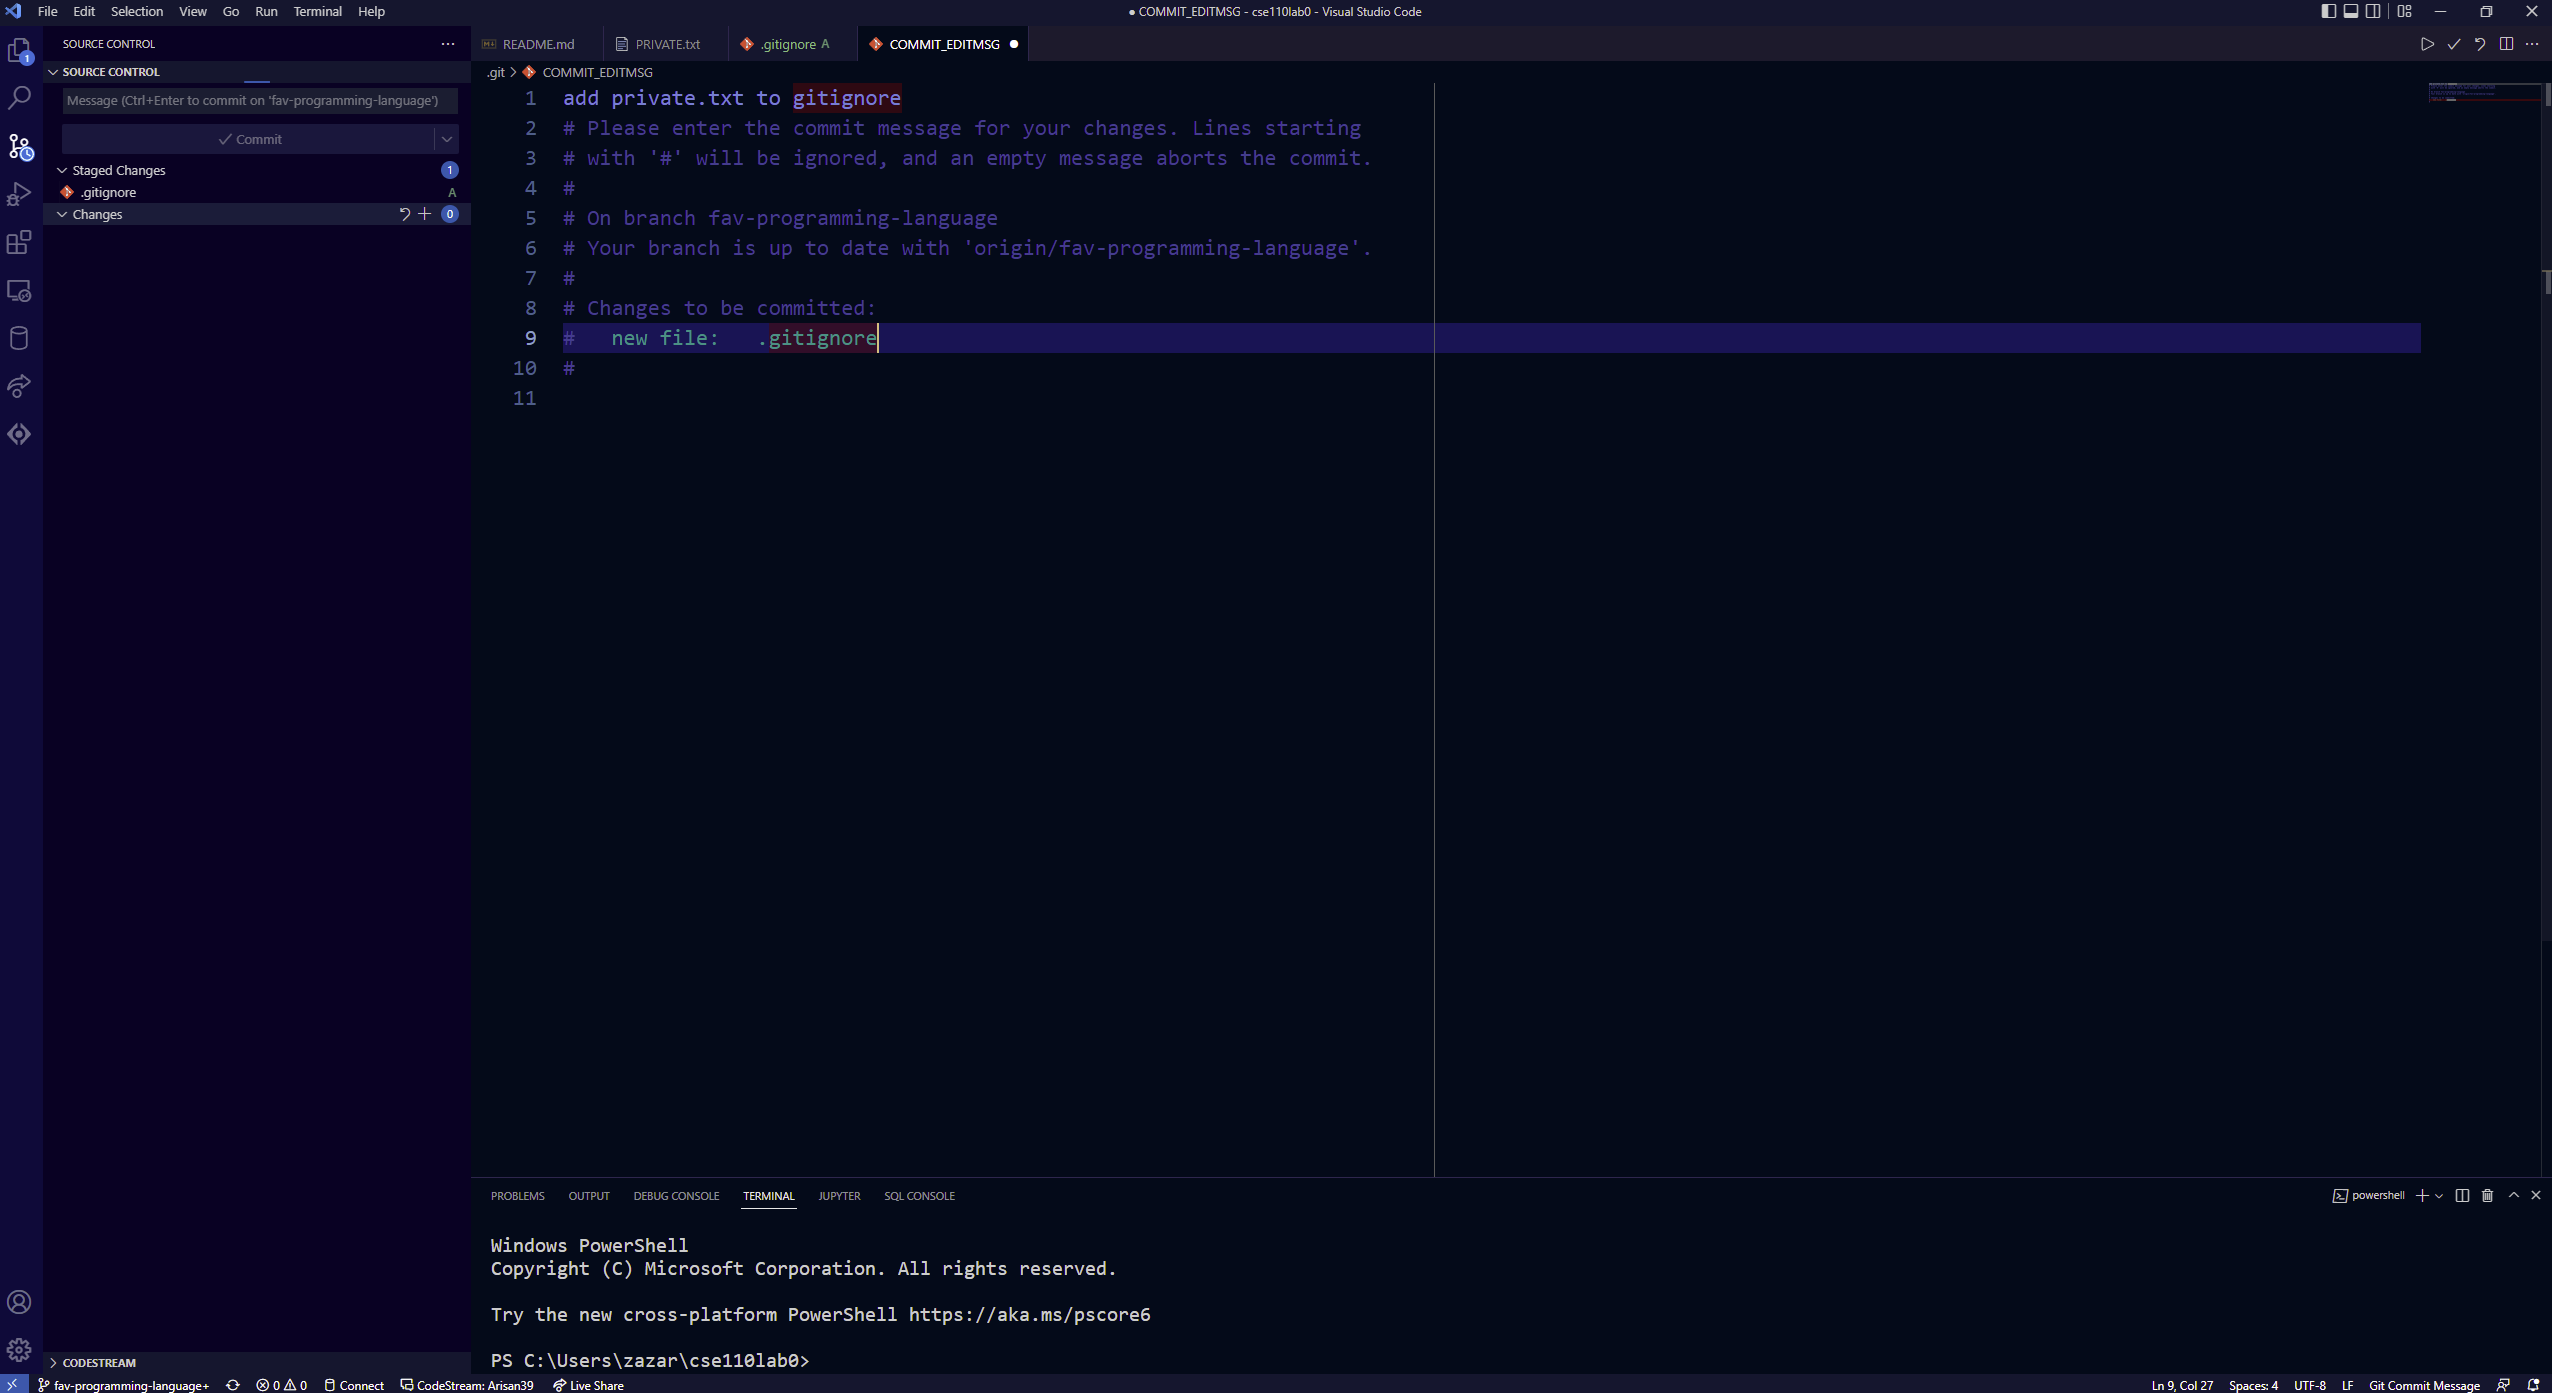 File Edit Selection View Go Run Terminal Help
● COMMIT_EDITMSG - cse110lab0 - Visual Studio Code
SOURCE CONTROL
README.md
PRIVATE.txt
.gitignore A
COMMIT_EDITMSG
SOURCE CONTROL
.git > COMMIT_EDITMSG
Message (Ctrl+Enter to commit on 'fav-programming-language')
Commit
Staged Changes 1
.gitignore A
Changes 0
1 add private.txt to gitignore
2 # Please enter the commit message for your changes. Lines starting
3 # with '#' will be ignored, and an empty message aborts the commit.
4 #
5 # On branch fav-programming-language
6 # Your branch is up to date with 'origin/fav-programming-language'.
7 #
8 # Changes to be committed:
9 #   new file:   .gitignore
10 #
11
1
PROBLEMS OUTPUT DEBUG CONSOLE TERMINAL JUPYTER SQL CONSOLE
powershell
Windows PowerShell
Copyright (C) Microsoft Corporation. All rights reserved.
Try the new cross-platform PowerShell https://aka.ms/pscore6
PS C:\Users\zazar\cse110lab0>
CODESTREAM
fav-programming-language+ 0 0 Connect CodeStream: Arisan39 Live Share
Ln 9, Col 27 Spaces: 4 UTF-8 LF Git Commit Message